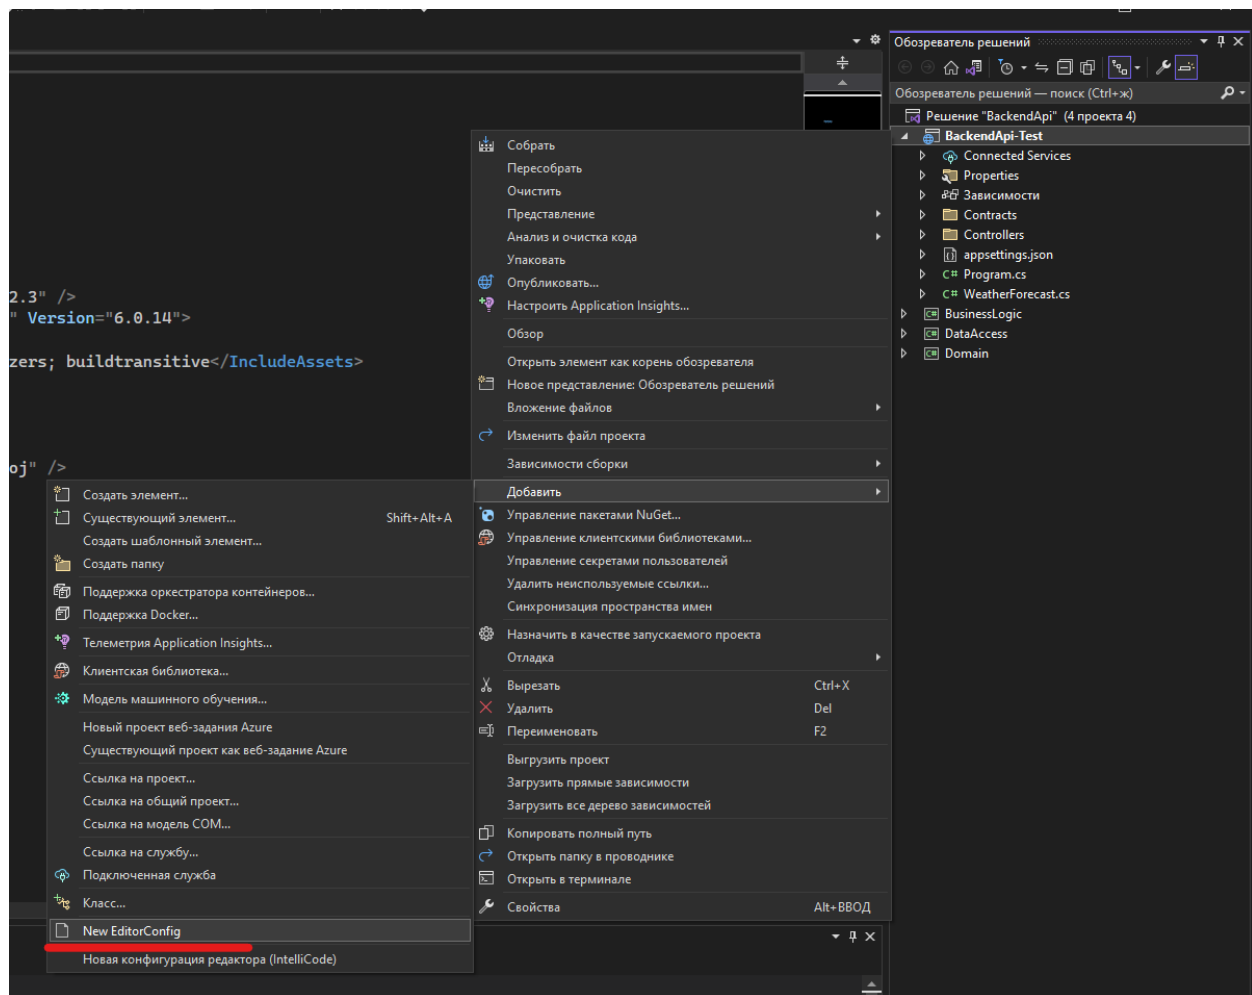 Обозреватель решений
Обозреватель решений — поиск (Ctrl+ж)
Решение "BackendApi" (4 проекта 4)
BackendApi-Test
Connected Services
Properties
Зависимости
Contracts
Controllers
appsettings.json
C# Program.cs
C# WeatherForecast.cs
C# BusinessLogic
C# DataAccess
C# Domain
2.3" />
" Version="6.0.14">
zers; buildtransitive</IncludeAssets>
oj" />
Собрать
Пересобрать
Очистить
Представление
Анализ и очистка кода
Упаковать
Опубликовать...
Настроить Application Insights...
Обзор
Открыть элемент как корень обозревателя
Новое представление: Обозреватель решений
Вложение файлов
Изменить файл проекта
Зависимости сборки
Добавить
Управление пакетами NuGet...
Управление клиентскими библиотеками...
Управление секретами пользователей
Удалить неиспользуемые ссылки...
Синхронизация пространства имен
Назначить в качестве запускаемого проекта
Отладка
Вырезать Ctrl+X
Удалить Del
Переименовать F2
Выгрузить проект
Загрузить прямые зависимости
Загрузить все дерево зависимостей
Копировать полный путь
Открыть папку в проводнике
Открыть в терминале
Свойства Alt+ВВОД
Создать элемент...
Существующий элемент... Shift+Alt+A
Создать шаблонный элемент...
Создать папку
Поддержка оркестратора контейнеров...
Поддержка Docker...
Телеметрия Application Insights...
Клиентская библиотека...
Модель машинного обучения...
Новый проект веб-задания Azure
Существующий проект как веб-задание Azure
Ссылка на проект...
Ссылка на общий проект...
Ссылка на модель COM...
Ссылка на службу...
Подключенная служба
Класс...
New EditorConfig
Новая конфигурация редактора (IntelliCode)